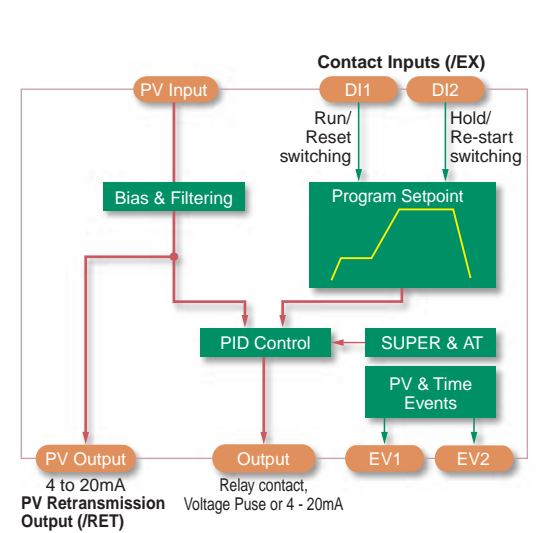 Contact Inputs (/EX)
PV Input
DI1
DI2
Run/
Reset
switching
Hold/
Re-start
switching
Bias & Filtering
Program Setpoint
PID Control
SUPER & AT
PV & Time
Events
PV Output
Output
EV1
EV2
4 to 20mA
PV Retransmission
Output (/RET)
Relay contact,
Voltage Puse or 4 - 20mA